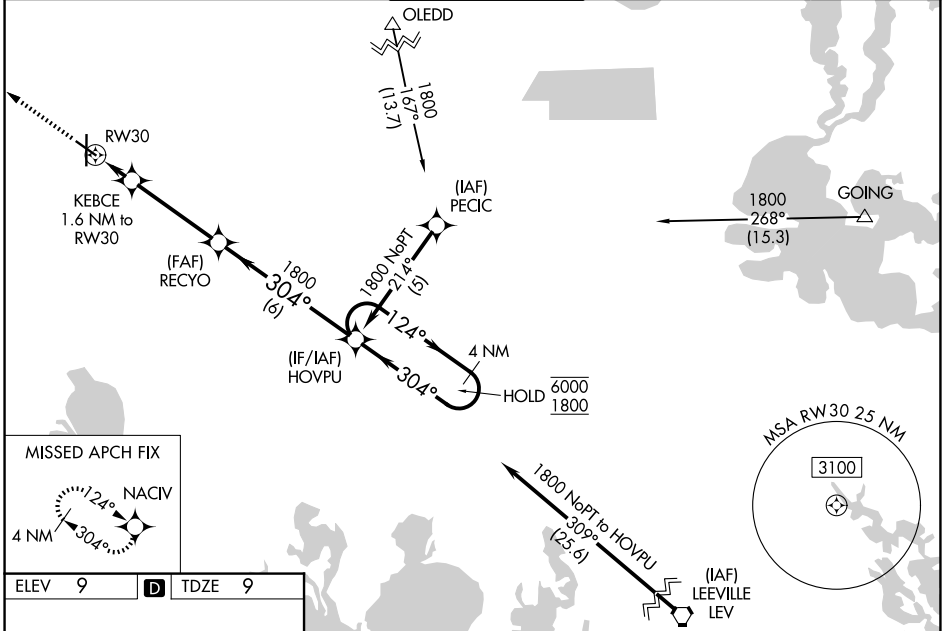 OLEDD
1800
167°
(13.7)
RW30
KEBCE
1.6 NM to
RW30
(IAF)
PECIC
GOING
1800
268°
(15.3)
(FAF)
RECYO
1800
304°
(6)
1800 NoPT
214°
(5)
124°
4 NM
(IF/IAF)
HOVPU
304°
HOLD
6000
1800
MISSED APCH FIX
NACIV
124°
4 NM
304°
MSA RW30 25 NM
3100
1800 NoPT to HOVPU
309°
(25.6)
(IAF)
LEEVILLE
LEV
ELEV 9 D TDZE 9